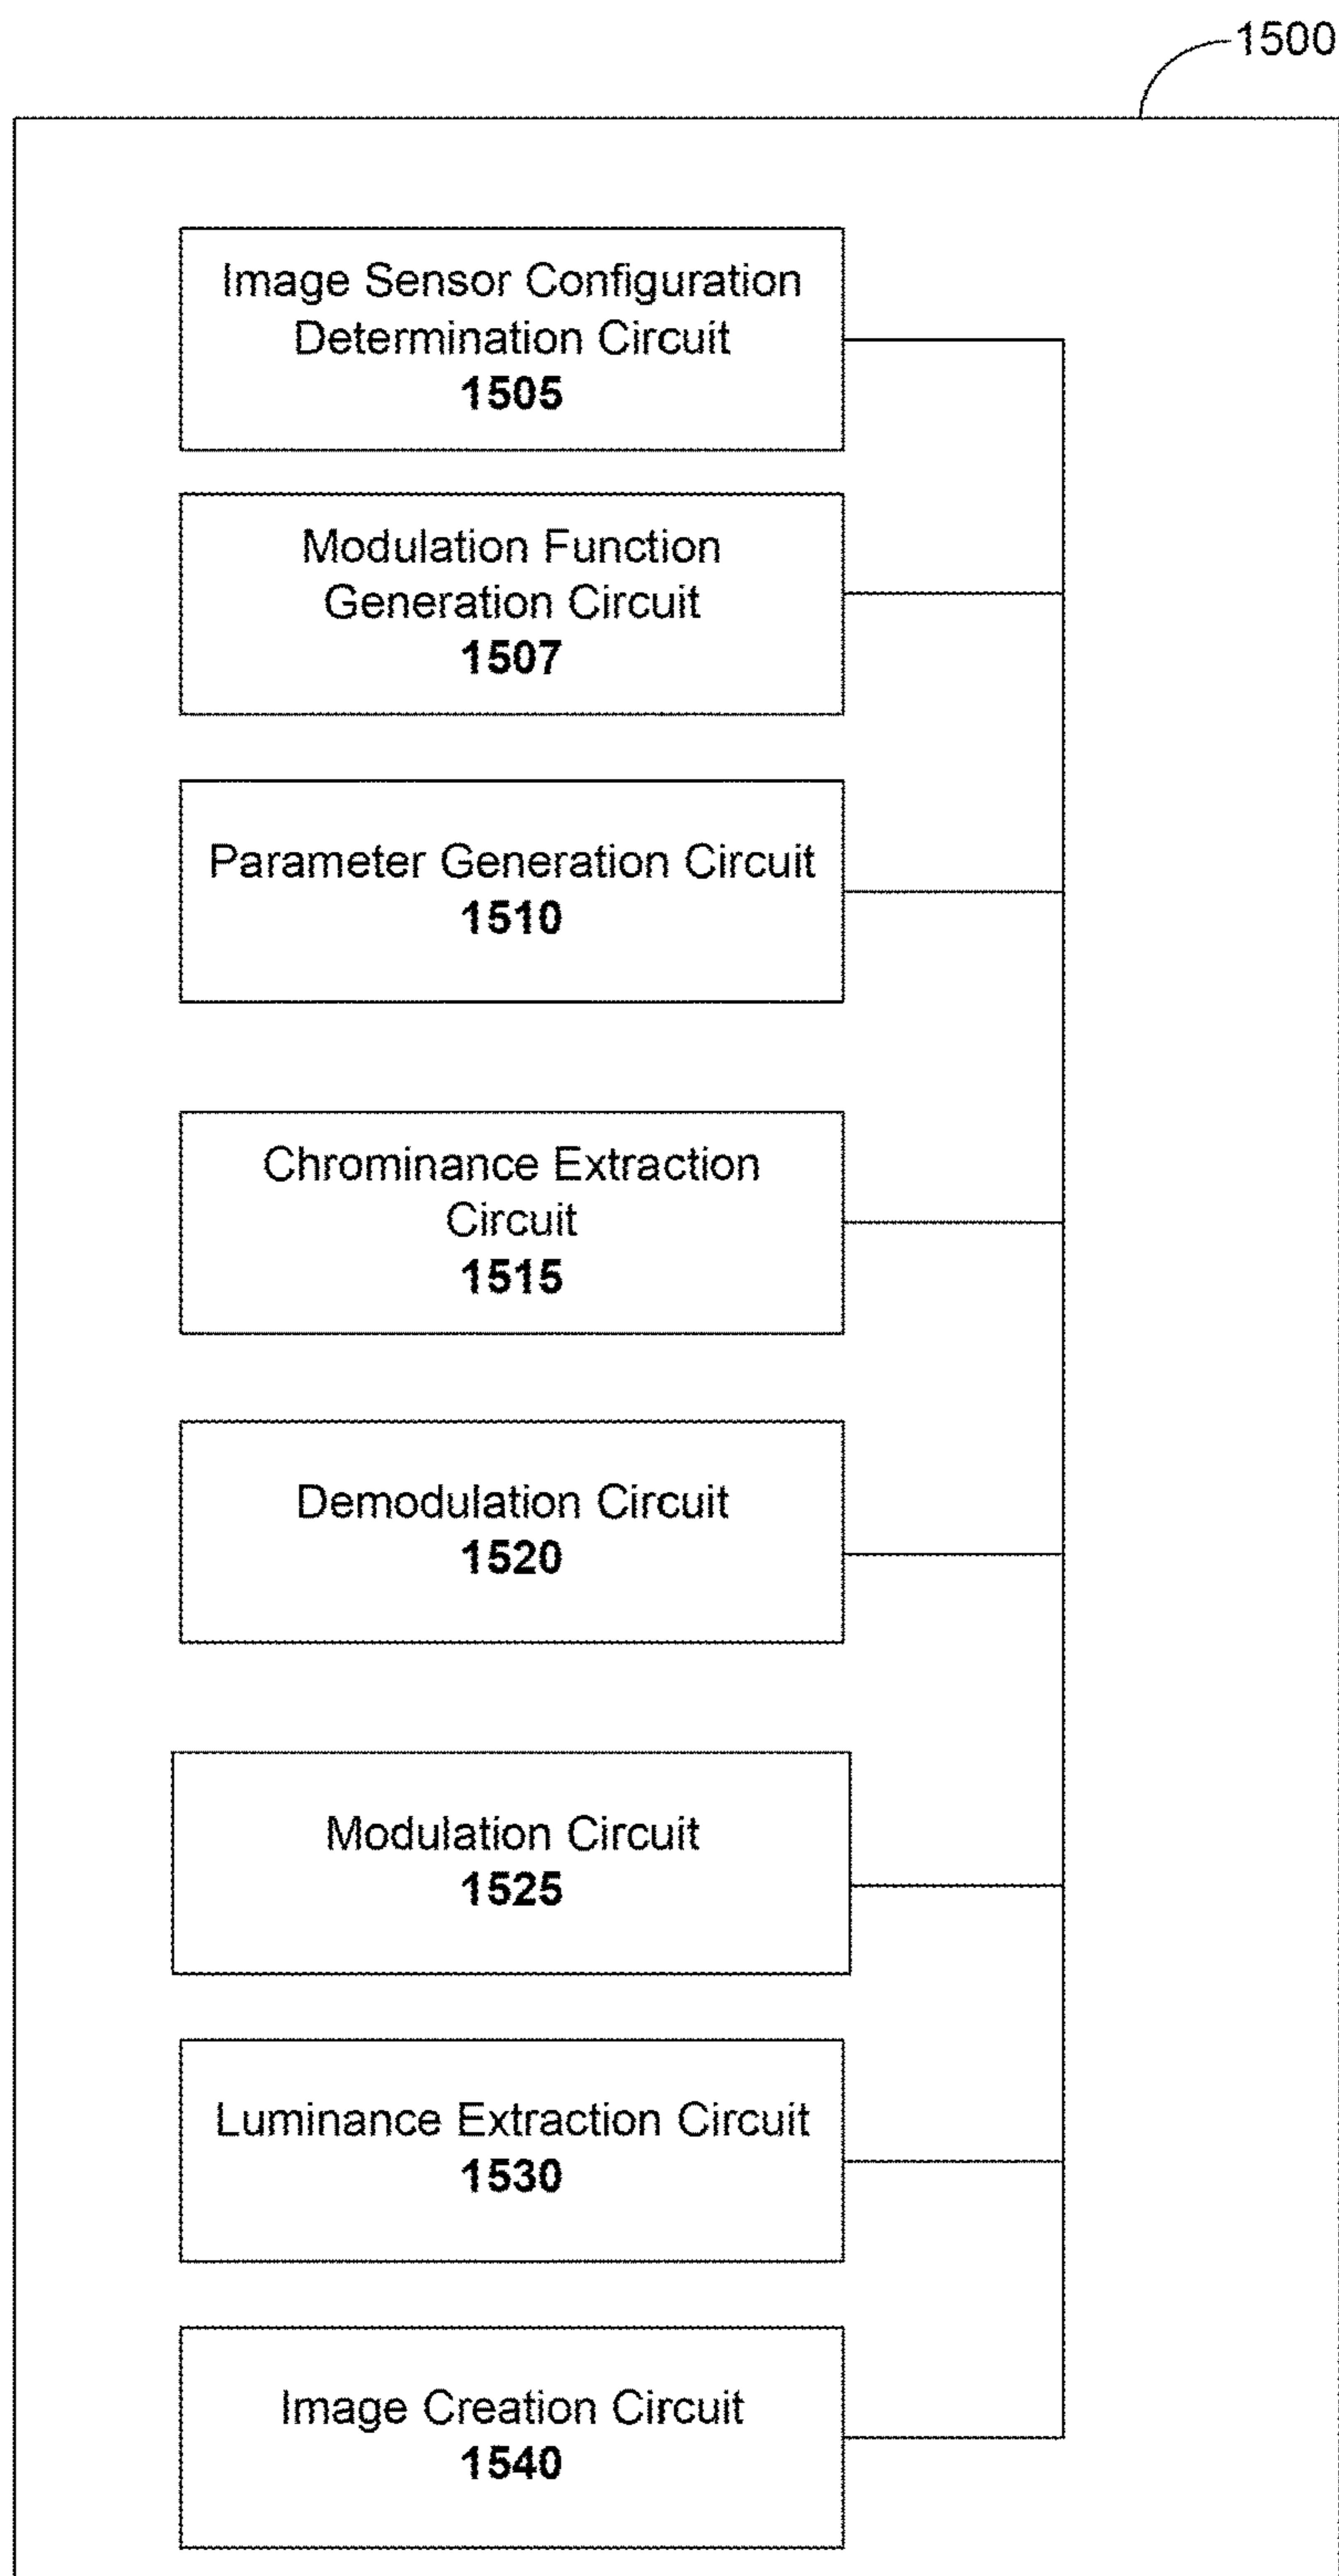 1500
Image Sensor Configuration
Determination Circuit
1505
Modulation Function
Generation Circuit
1507
Parameter Generation Circuit
1510
Chrominance Extraction
Circuit
1515
Demodulation Circuit
1520
Modulation Circuit
1525
Luminance Extraction Circuit
1530
Image Creation Circuit
1540